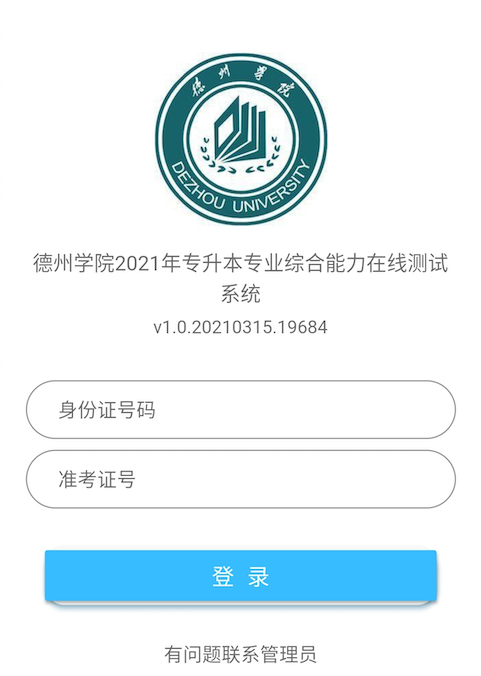 德州学院
DEZHOU UNIVERSITY
德州学院2021年专升本专业综合能力在线测试
系统
v1.0.20210315.19684
身份证号码
准考证号
登 录
有问题联系管理员